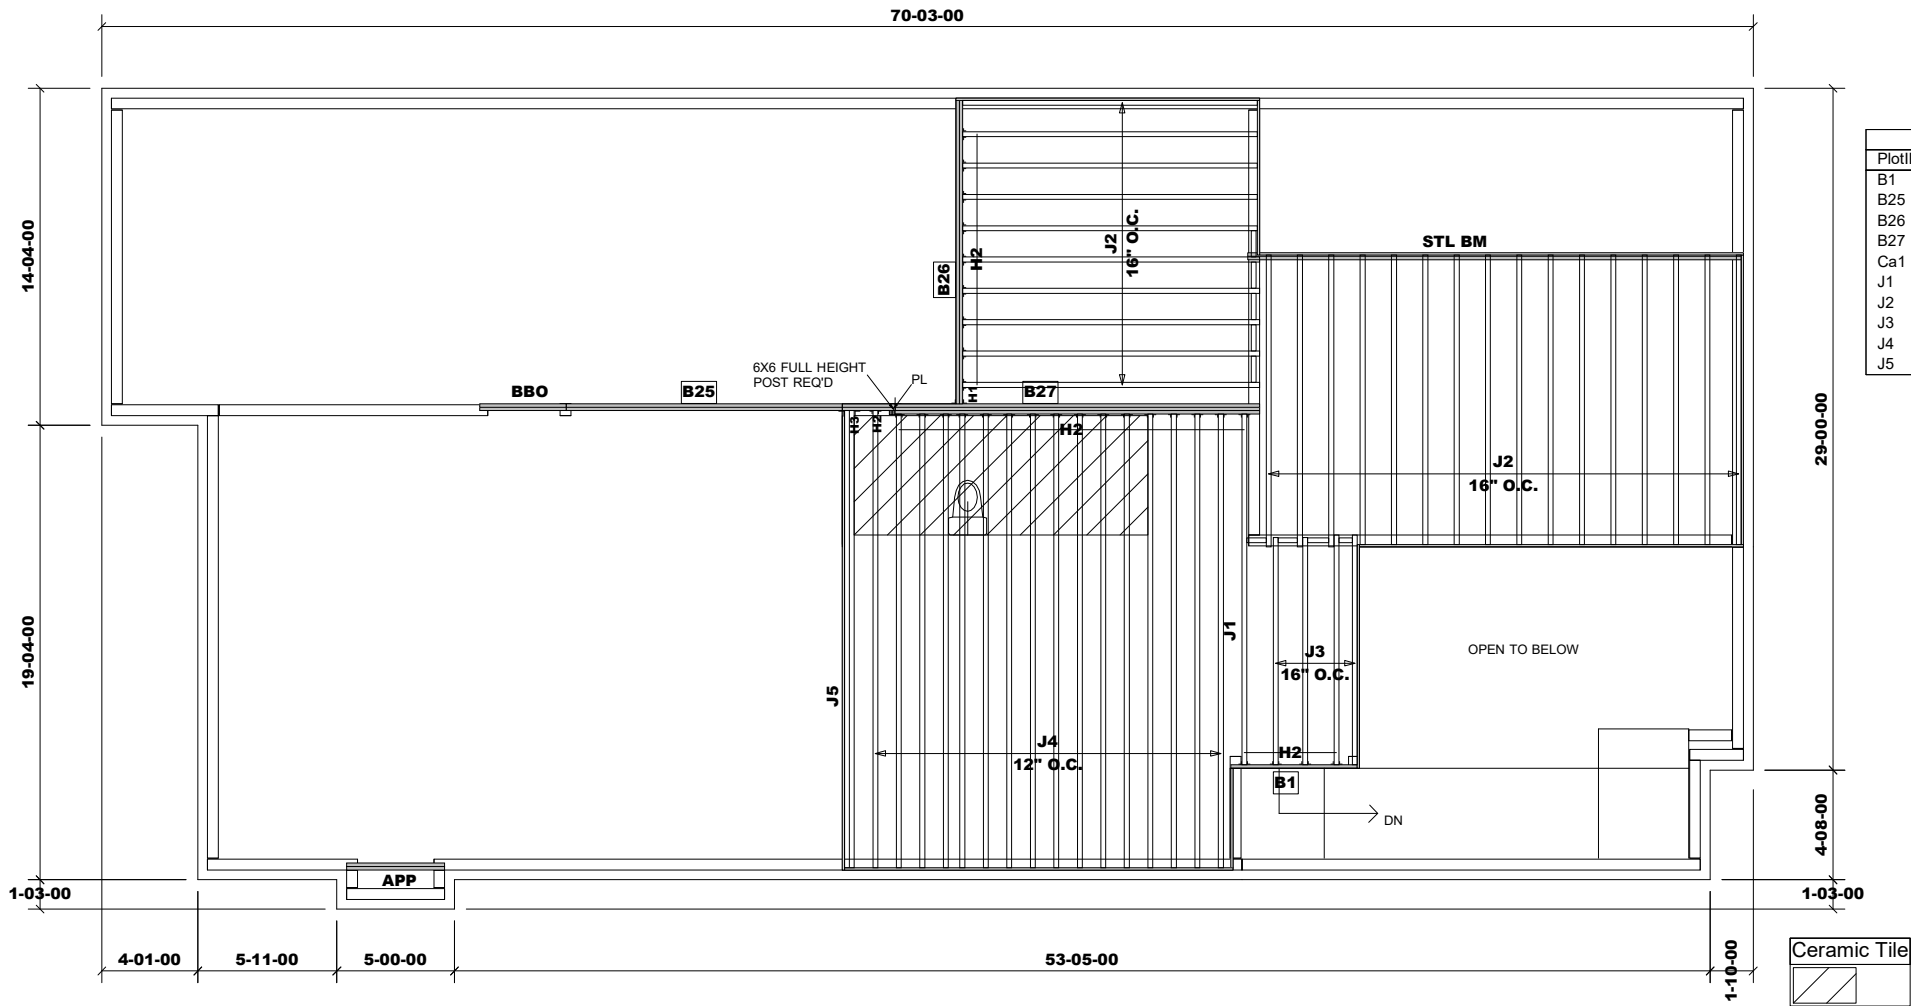 70-03-00
14-04-00
19-04-00
1-03-00
PlotI
B1
B25
B26
B27
Ca1
J1
J2
J3
J4
J5
STL BM
J2
16" O.C.
H2
B26
6X6 FULL HEIGHT
POST REQ'D
PL
BBO
B25
H1
B27
H3
H2
H2
J2
16" O.C.
29-00-00
J1
J3
16" O.C.
OPEN TO BELOW
J5
J4
12" O.C.
H2
B1
DN
4-08-00
APP
1-03-00
4-01-00
5-11-00
5-00-00
53-05-00
1-10-00
Ceramic Tile